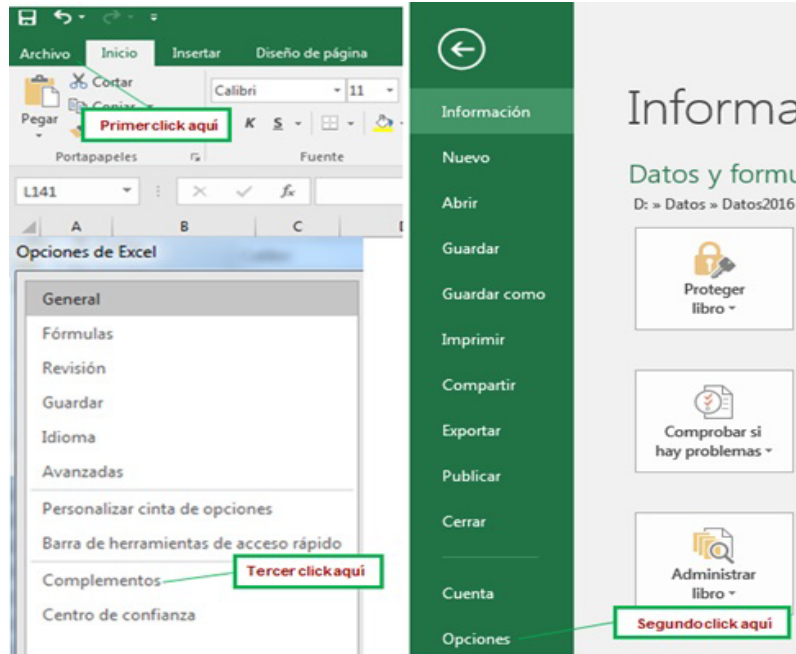 Archivo Inicio Insertar Diseño de página
Cortar
Calibri 11
Copiar
Pegar
Primer click aquí
K S
Portapapeles Fuente
L141 fx
A B C
Opciones de Excel
General
Fórmulas
Revisión
Guardar
Idioma
Avanzadas
Personalizar cinta de opciones
Barra de herramientas de acceso rápido
Complementos
Tercer click aquí
Centro de confianza
Información
Nuevo
Abrir
Guardar
Guardar como
Imprimir
Compartir
Exportar
Publicar
Cerrar
Cuenta
Opciones
Informa
Datos y formu
D: » Datos » Datos2016
Proteger
libro
Comprobar si
hay problemas
Administrar
libro
Segundo click aquí